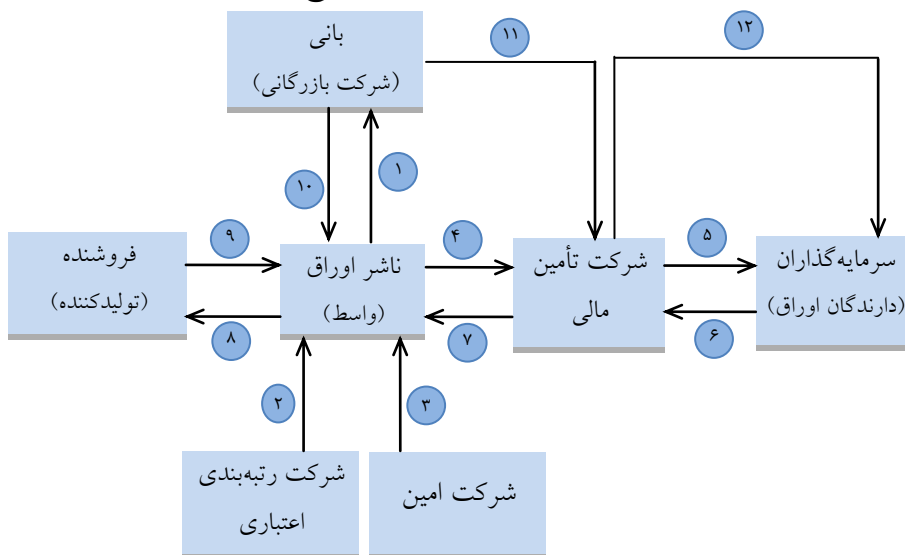 بانی
(شرکت بازرگانی)
۱۱
۱۲
۱۰
۱
فروشنده
(تولیدکننده)
۹
۸
ناشر اوراق
(واسط)
۴
۷
شرکت تأمین
مالی
۵
۶
سرمایه‌گذاران
(دارندگان اوراق)
۲
۳
شرکت رتبه‌بندی
اعتباری
شرکت امین